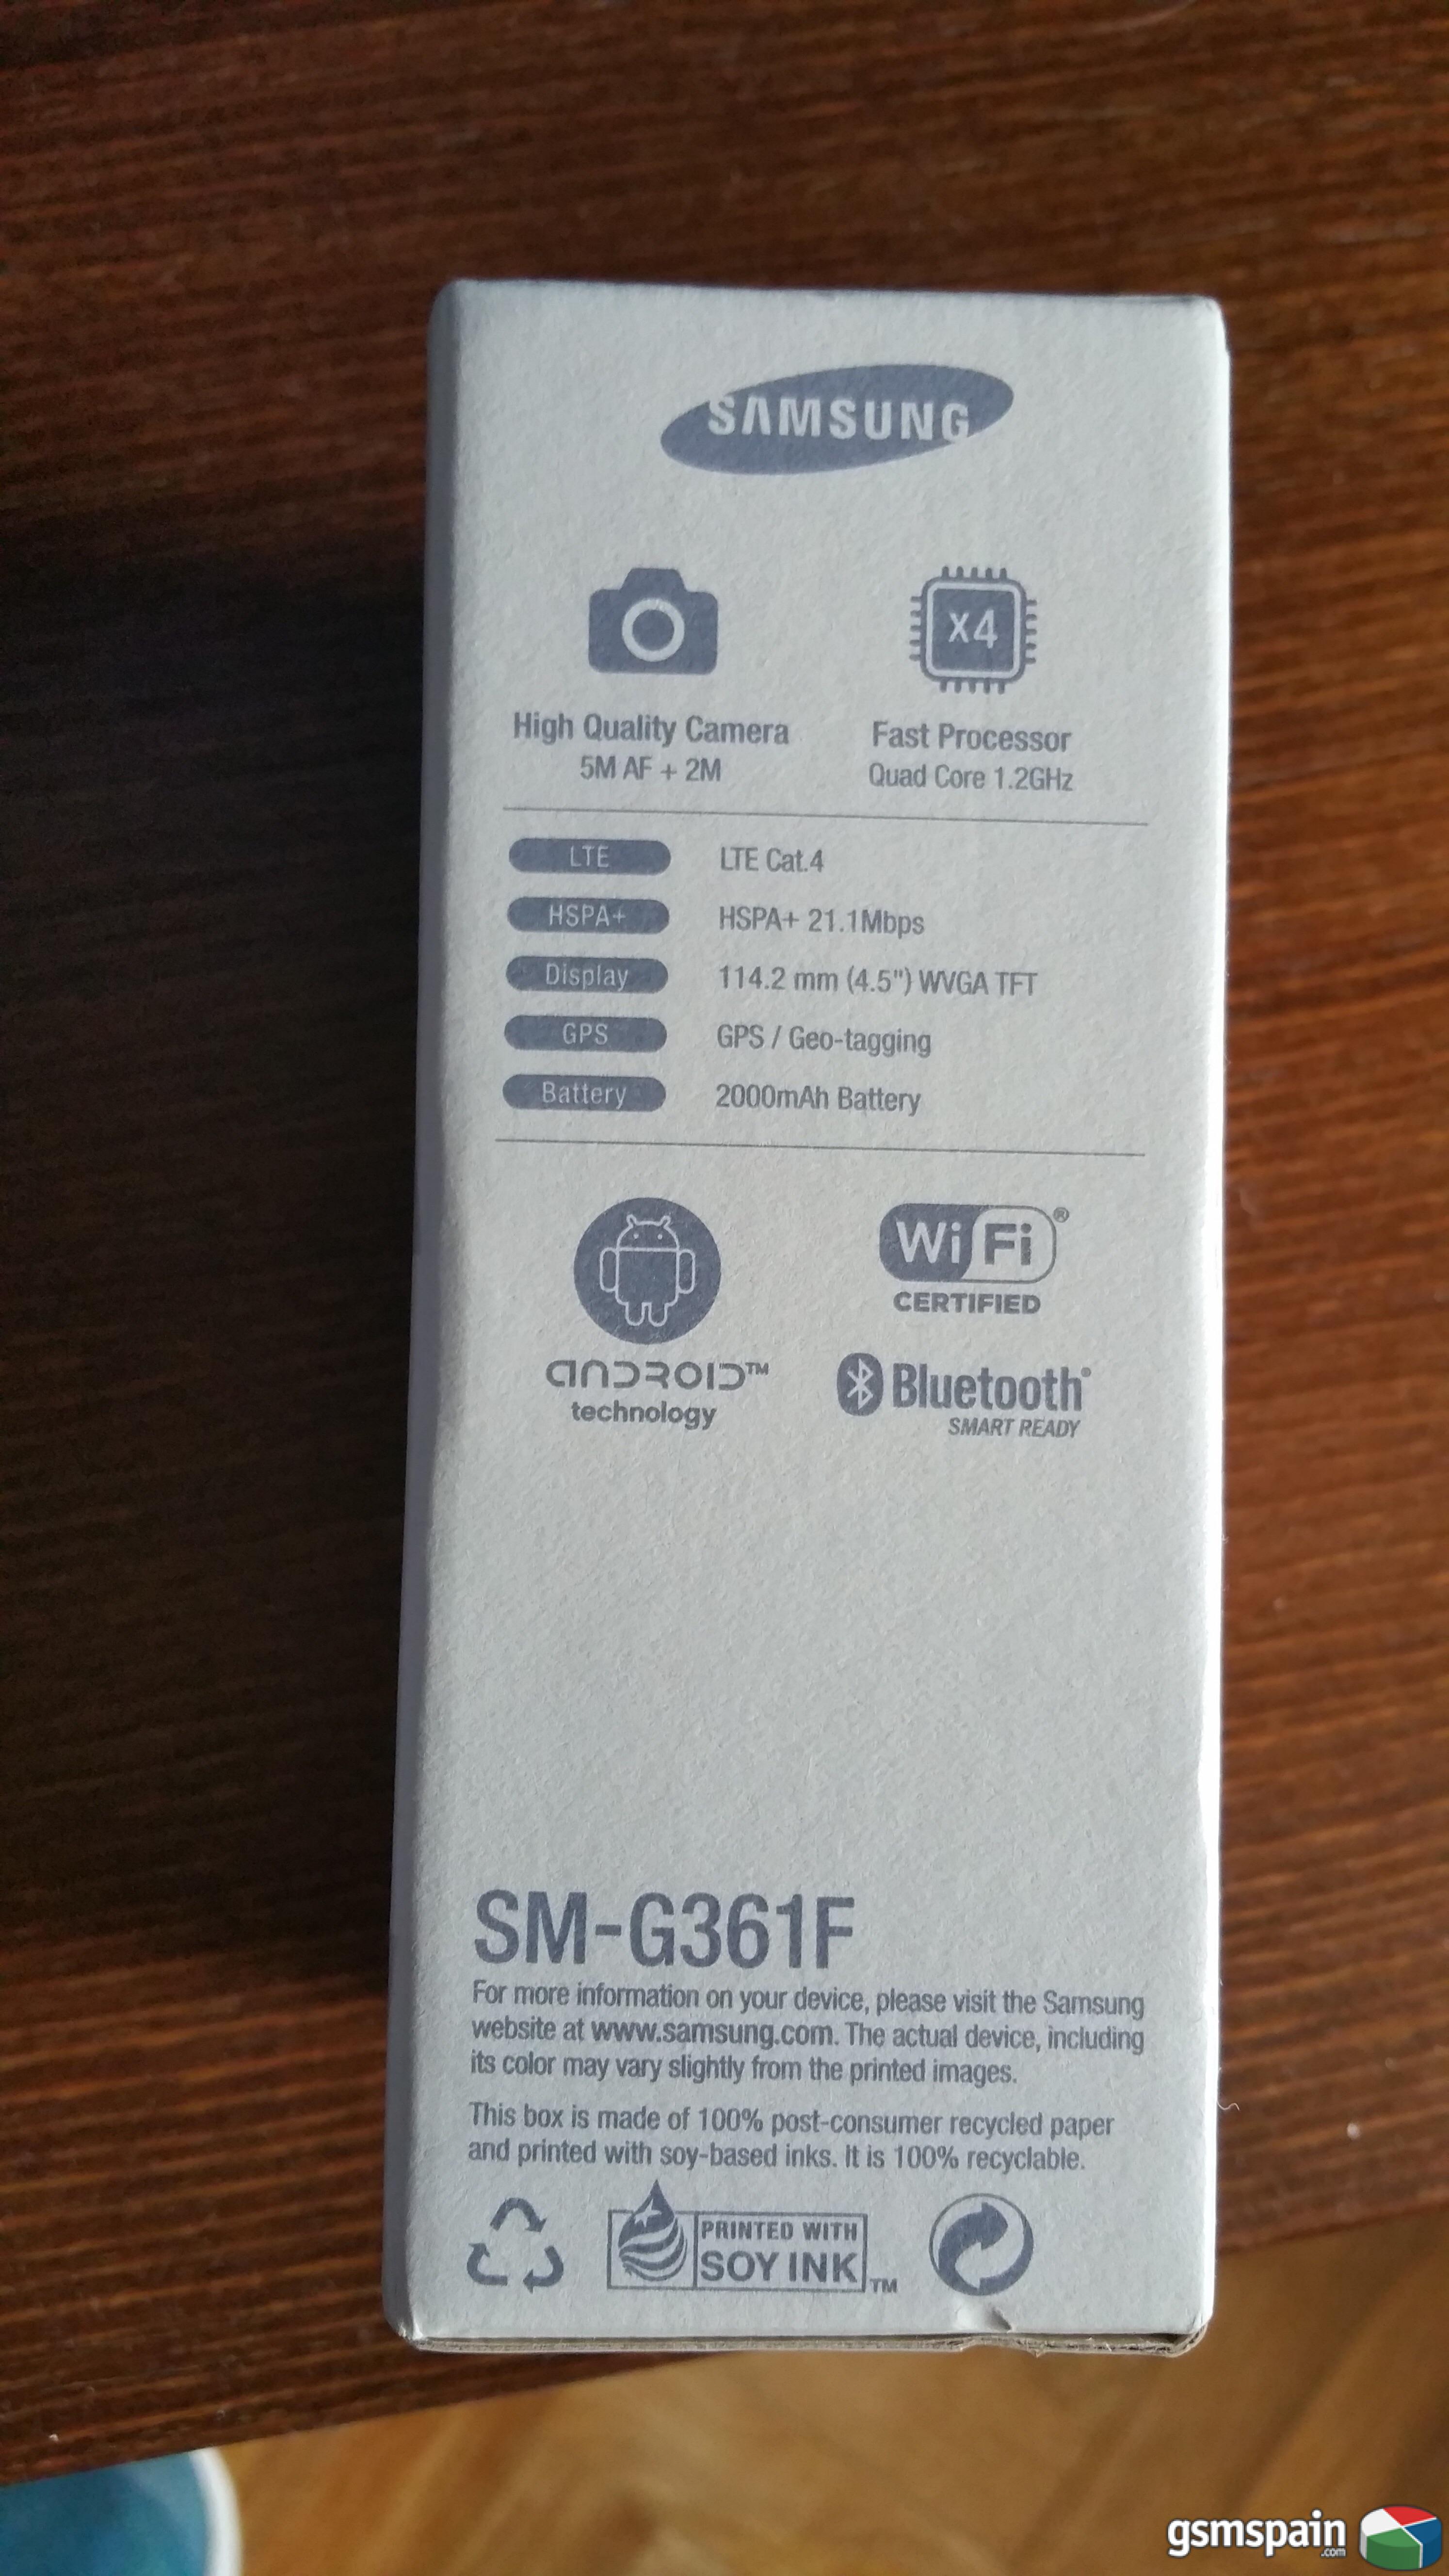 SAMSUNG
X4
High Quality Camera
5M AF + 2M
Fast Processor
Quad Core 1.2GHz
LTE LTE Cat.4
HSPA+ HSPA+ 21.1Mbps
Display 114.2 mm (4.5") WVGA TFT
GPS GPS / Geo-tagging
Battery 2000mAh Battery
Wi Fi®
CERTIFIED
ANDROID™
technology
Bluetooth®
SMART READY
SM-G361F
For more information on your device, please visit the Samsung
website at www.samsung.com. The actual device, including
its color may vary slightly from the printed images.
This box is made of 100% post-consumer recycled paper
and printed with soy-based inks. It is 100% recyclable.
PRINTED WITH
SOY INK™
gsmspain
.com